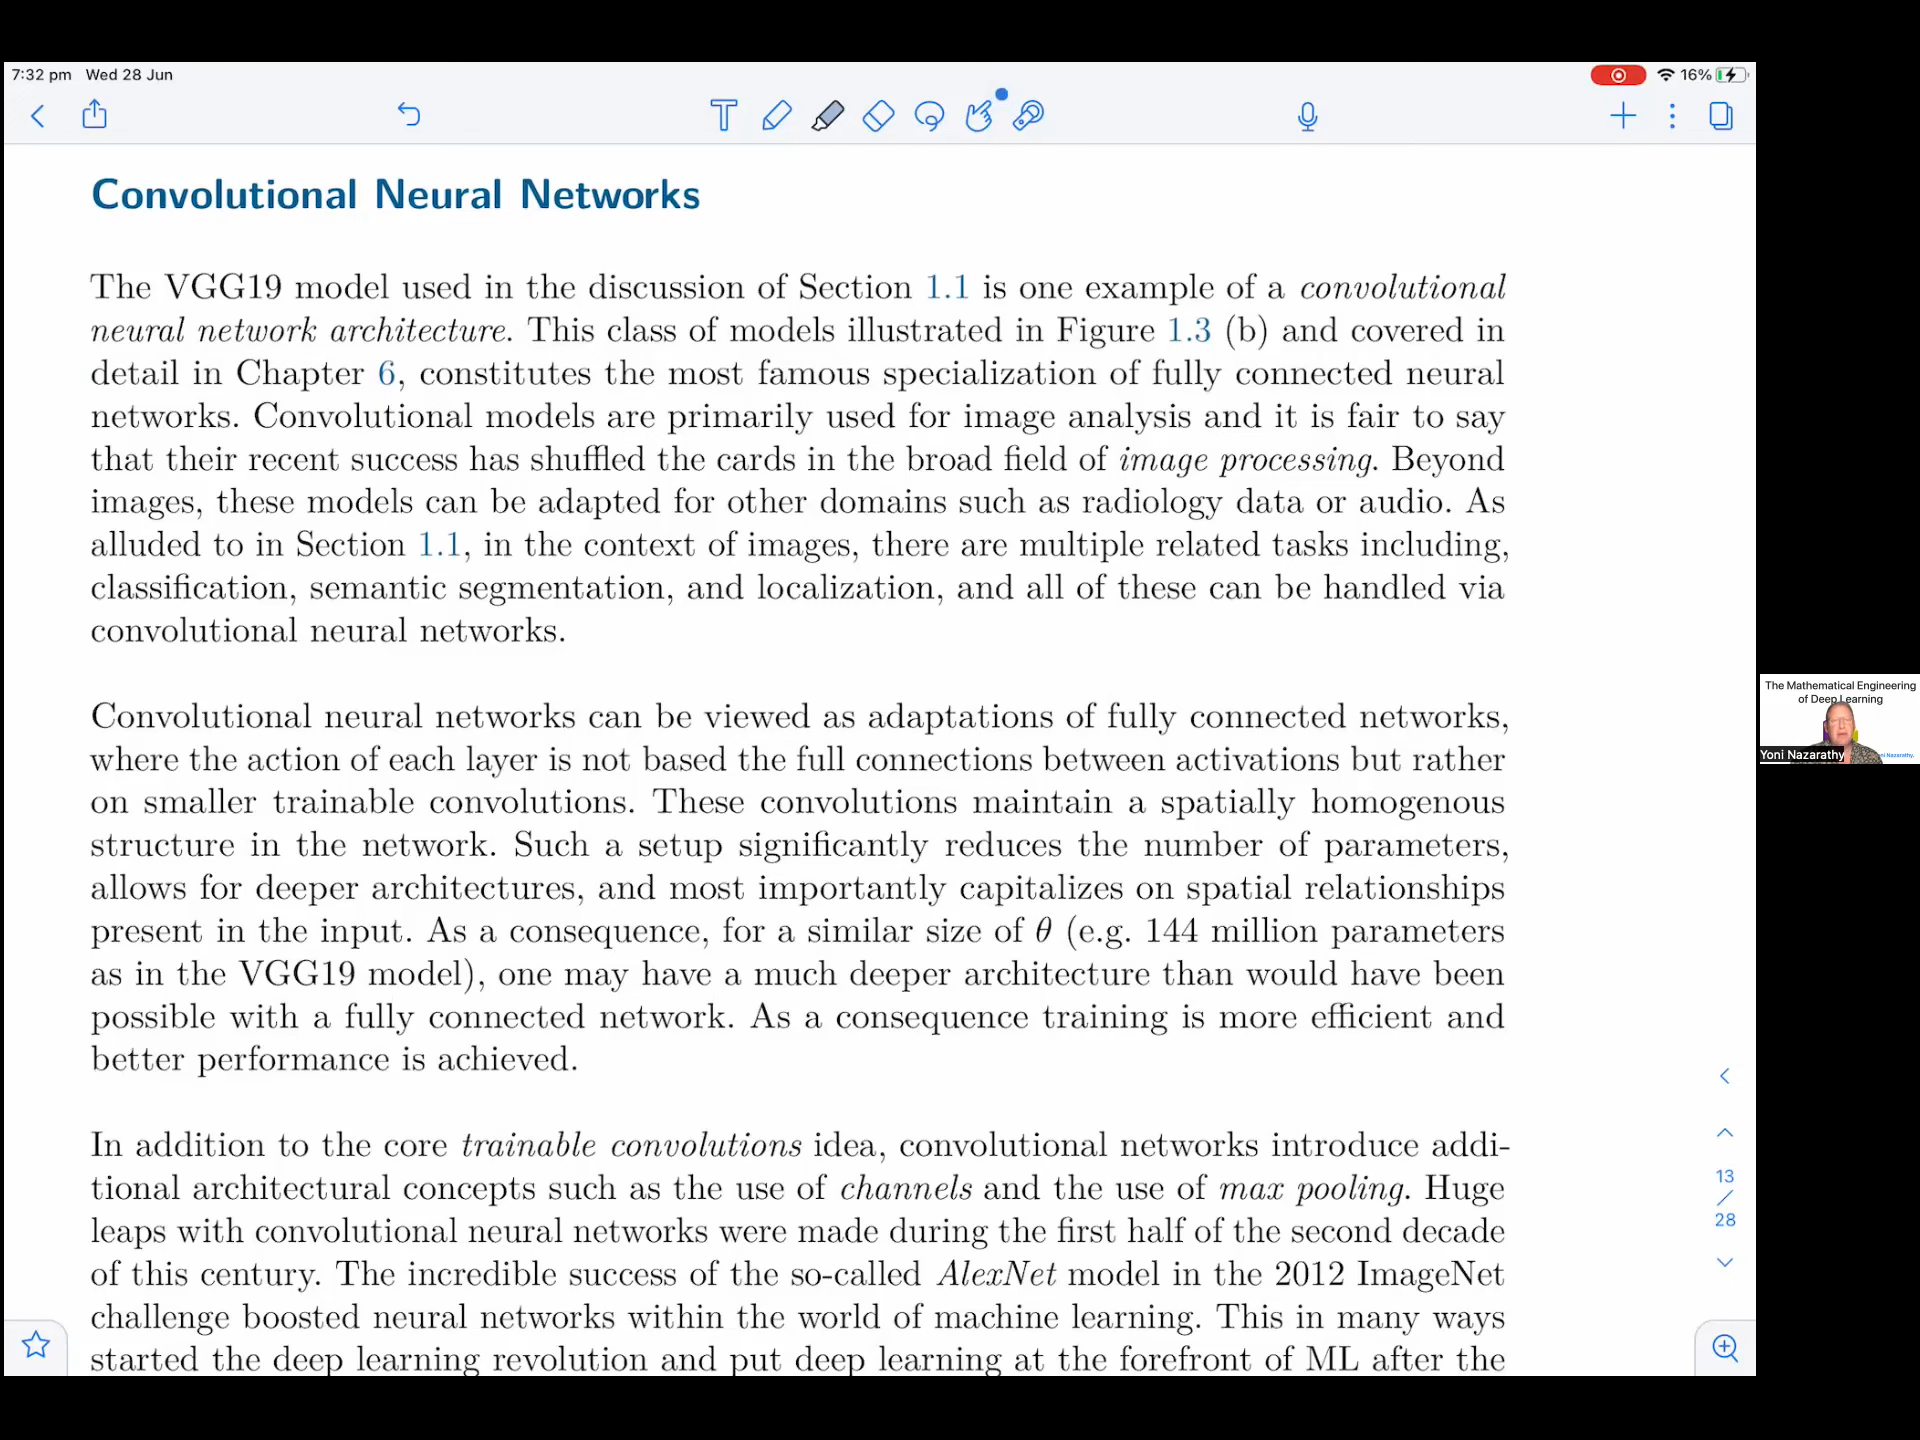 7:32 pm Wed 28 Jun
16%
Convolutional Neural Networks
The VGG19 model used in the discussion of Section 1.1 is one example of a convolutional
neural network architecture. This class of models illustrated in Figure 1.3 (b) and covered in
detail in Chapter 6, constitutes the most famous specialization of fully connected neural
networks. Convolutional models are primarily used for image analysis and it is fair to say
that their recent success has shuffled the cards in the broad field of image processing. Beyond
images, these models can be adapted for other domains such as radiology data or audio. As
alluded to in Section 1.1, in the context of images, there are multiple related tasks including,
classification, semantic segmentation, and localization, and all of these can be handled via
convolutional neural networks.
Convolutional neural networks can be viewed as adaptations of fully connected networks,
where the action of each layer is not based the full connections between activations but rather
on smaller trainable convolutions. These convolutions maintain a spatially homogenous
structure in the network. Such a setup significantly reduces the number of parameters,
allows for deeper architectures, and most importantly capitalizes on spatial relationships
present in the input. As a consequence, for a similar size of θ (e.g. 144 million parameters
as in the VGG19 model), one may have a much deeper architecture than would have been
possible with a fully connected network. As a consequence training is more efficient and
better performance is achieved.
In addition to the core trainable convolutions idea, convolutional networks introduce addi-
tional architectural concepts such as the use of channels and the use of max pooling. Huge
leaps with convolutional neural networks were made during the first half of the second decade
of this century. The incredible success of the so-called AlexNet model in the 2012 ImageNet
challenge boosted neural networks within the world of machine learning. This in many ways
started the deep learning revolution and put deep learning at the forefront of ML after the
13
/
28
The Mathematical Engineering
of Deep Learning
Yoni Nazarathy